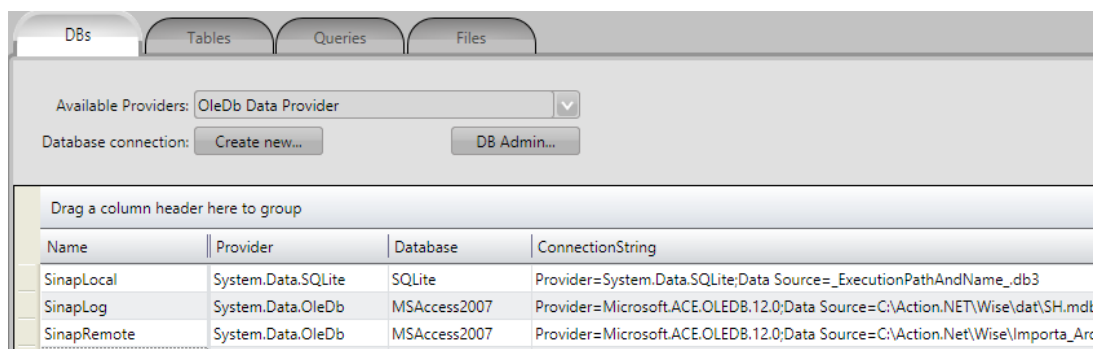 DBs Tables Queries Files
Available Providers: OleDb Data Provider
Database connection: Create new... DB Admin...
Drag a column header here to group
Name Provider Database ConnectionString
SinapLocal System.Data.SQLite SQLite Provider=System.Data.SQLite;Data Source=_ExecutionPathAndName_.db3
SinapLog System.Data.OleDb MSAccess2007 Provider=Microsoft.ACE.OLEDB.12.0;Data Source=C:\Action.NET\Wise\dat\SH.mdb
SinapRemote System.Data.OleDb MSAccess2007 Provider=Microsoft.ACE.OLEDB.12.0;Data Source=C:\Action.Net\Wise\Importa_Arc